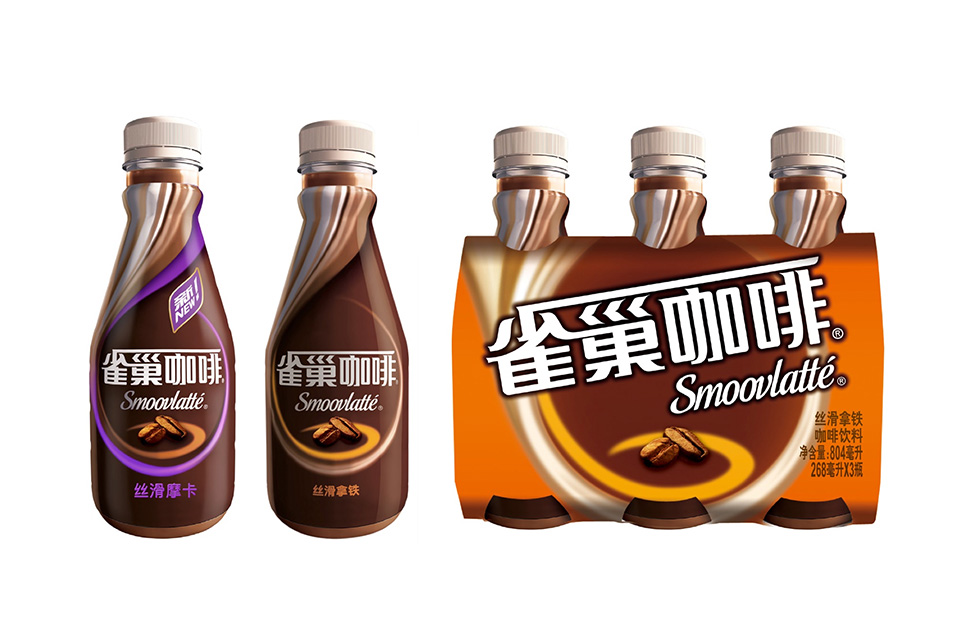 新!
NEW!
雀巢咖啡®
Smoovlatté®
丝滑摩卡
雀巢咖啡®
Smoovlatté®
丝滑拿铁
雀巢咖啡®
Smoovlatté®
丝滑拿铁
咖啡饮料
净含量:804毫升
268毫升X3瓶